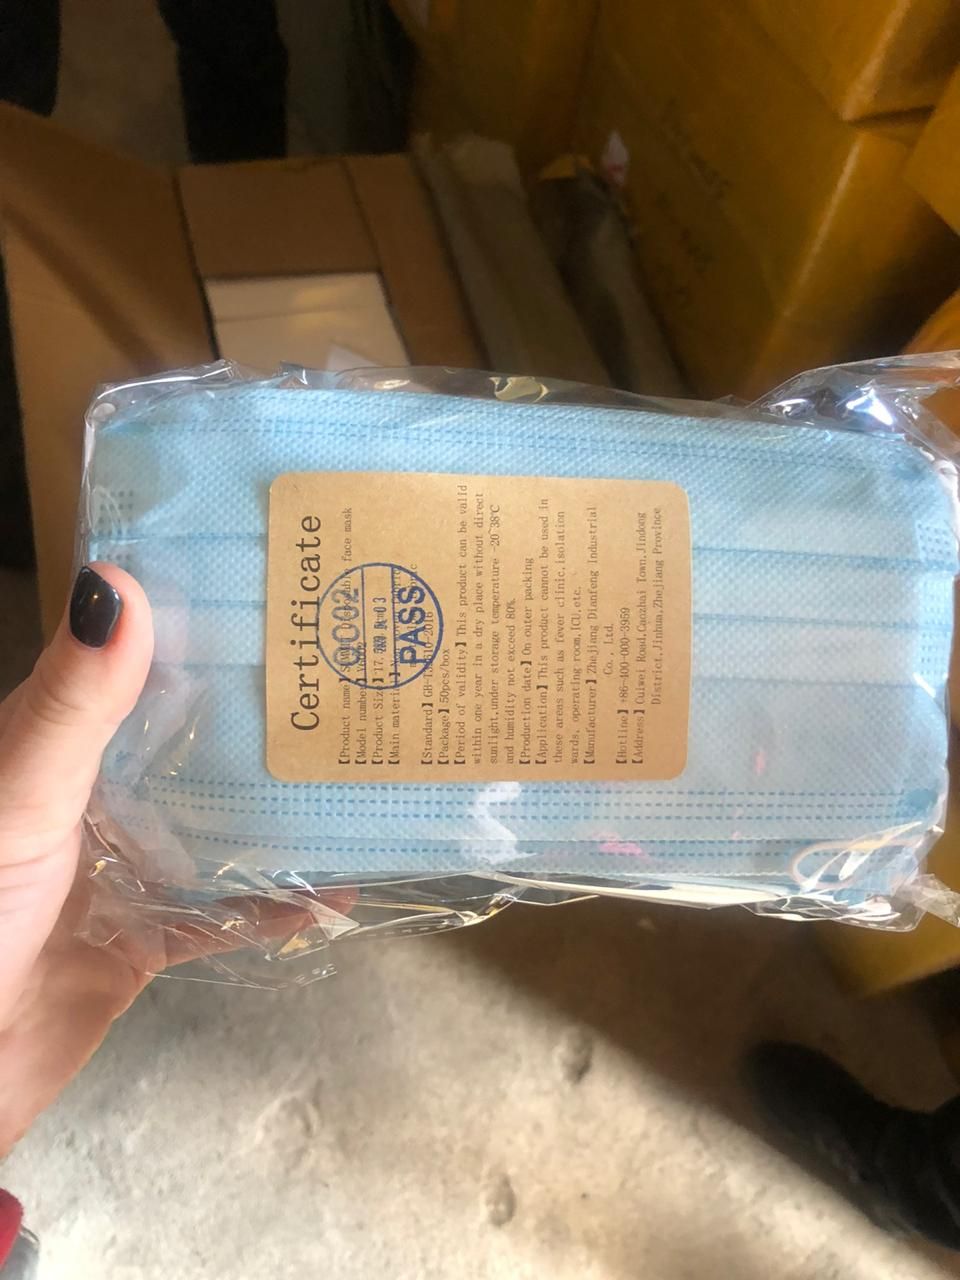 Certificate
【Product name】 face mask
【Model number】
【Product Size】17.
【Main material】
【Standard】GB-T32610-2016
【Package】50pcs/box
【Period of validity】This product can be valid
within one year in a dry place without direct
sunlight,under storage temperature -20~38℃
and humidity not exceed 80%
【Production date】On outer packing
【Application】This product cannot be used in
these areas such as fever clinic,isolation
wards, operating room, ICU,etc.
【Manufacturer】Zhejiang Dianfeng Industrial
Co., Ltd.
【Hotline】+86-400-000-3959
【Address】Cuiwei Road,Caozhai Town,Jindong
District,Jinhua,Zhejiang Province
Q002
PASS